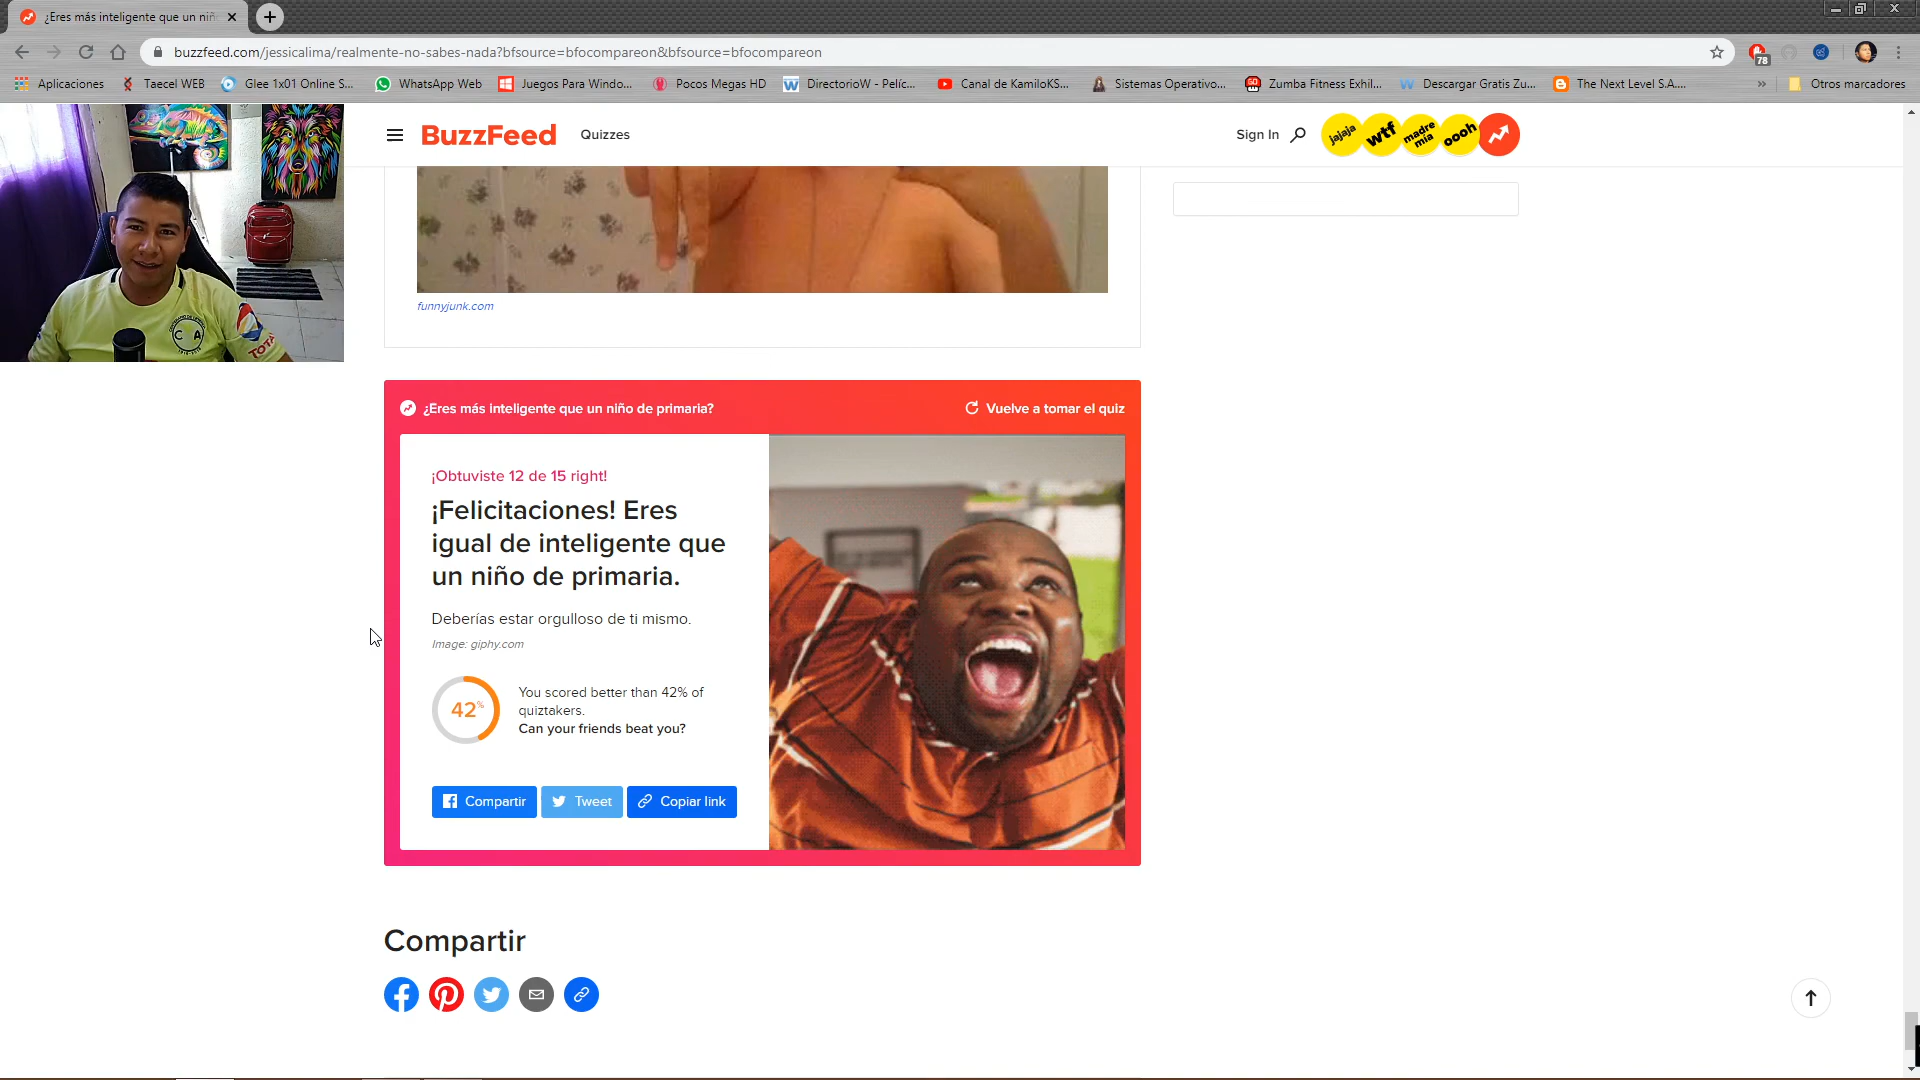 ¿Eres más inteligente que un niñ
buzzfeed.com/jessicalima/realmente-no-sabes-nada?bfsource=bfocompareon&bfsource=bfocompareon
78
Aplicaciones
Taecel WEB
Glee 1x01 Online S...
WhatsApp Web
Juegos Para Windo...
Pocos Megas HD
DirectorioW - Pelíc...
Canal de KamiloKS...
Sistemas Operativo...
Zumba Fitness Exhil...
Descargar Gratis Zu...
The Next Level S.A....
»
Otros marcadores
BuzzFeed
Quizzes
Sign In
jajaja
wtf
madre mía
oooh
CA
TOTA
funnyjunk.com
¿Eres más inteligente que un niño de primaria?
Vuelve a tomar el quiz
¡Obtuviste 12 de 15 right!
¡Felicitaciones! Eres
igual de inteligente que
un niño de primaria.
Deberías estar orgulloso de ti mismo.
Image: giphy.com
42%
You scored better than 42% of
quiztakers.
Can your friends beat you?
Compartir
Tweet
Copiar link
Compartir